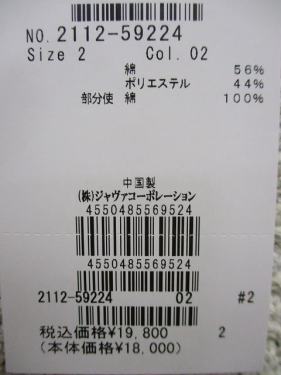 NO. 2112-59224
Size 2 Col. 02
綿 56%
ポリエステル 44%
部分使 綿 100%
中国製
(株)ジャヴァコーポレーション
4550485569524
4550485569524
2112-59224 02 #2
税込価格¥19,800 2
(本体価格¥18,000)